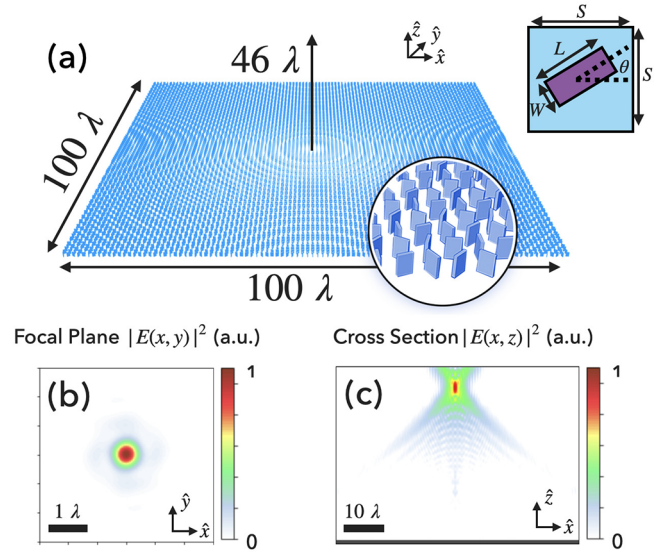 (a)
46 λ
ẑ ŷ
x̂
S
L
θ
S
W
100 λ
100 λ
Focal Plane |E(x, y)|² (a.u.)
Cross Section |E(x, z)|² (a.u.)
(b)
1
(c)
1
ŷ
ẑ
1 λ
x̂
0
10 λ
x̂
0